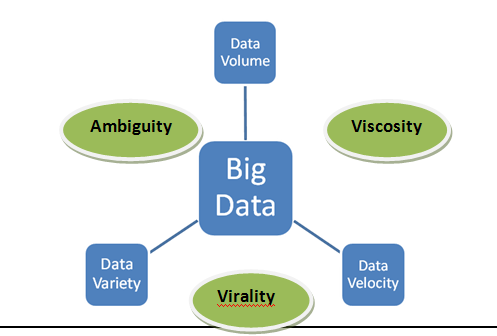 Data
Volume
Ambiguity
Viscosity
Big
Data
Data
Variety
Data
Velocity
Virality